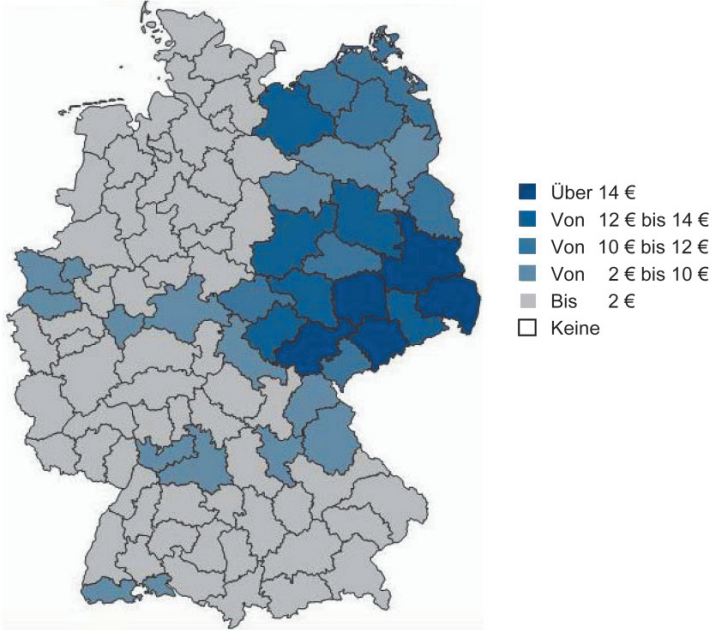 Über 14 €
Von 12 € bis 14 €
Von 10 € bis 12 €
Von 2 € bis 10 €
Bis 2 €
Keine